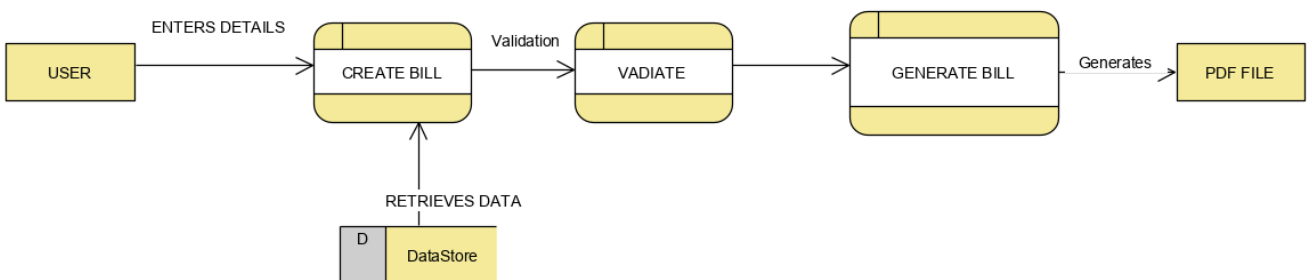 ENTERS DETAILS
USER
CREATE BILL
Validation
VADIATE
GENERATE BILL
Generates
PDF FILE
RETRIEVES DATA
D
DataStore